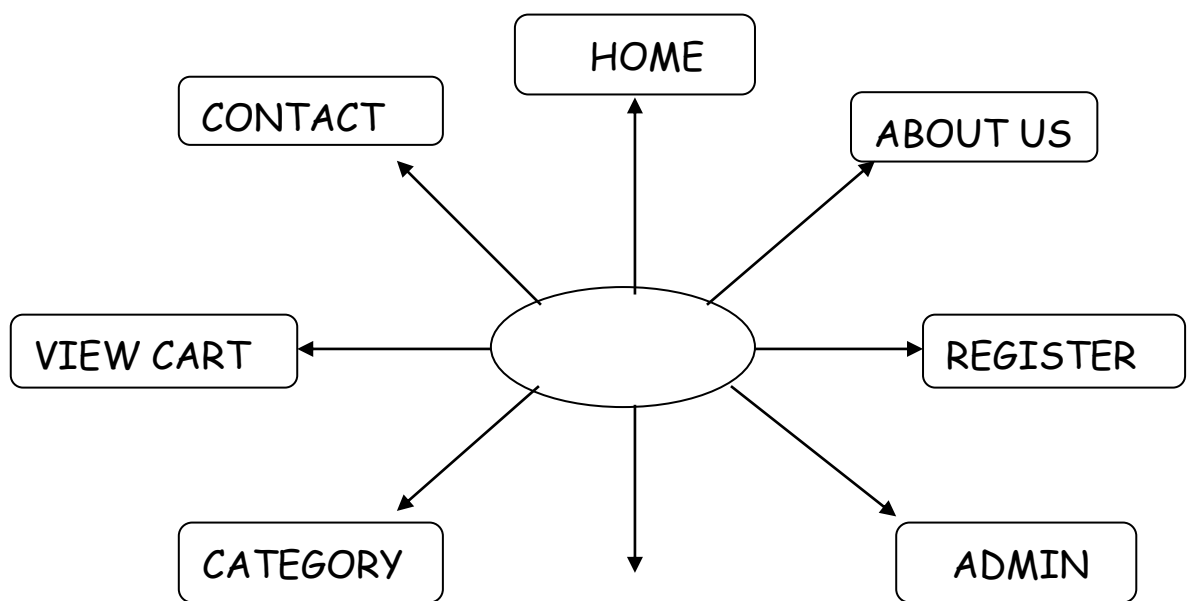 HOME
CONTACT
ABOUT US
VIEW CART
REGISTER
CATEGORY
ADMIN